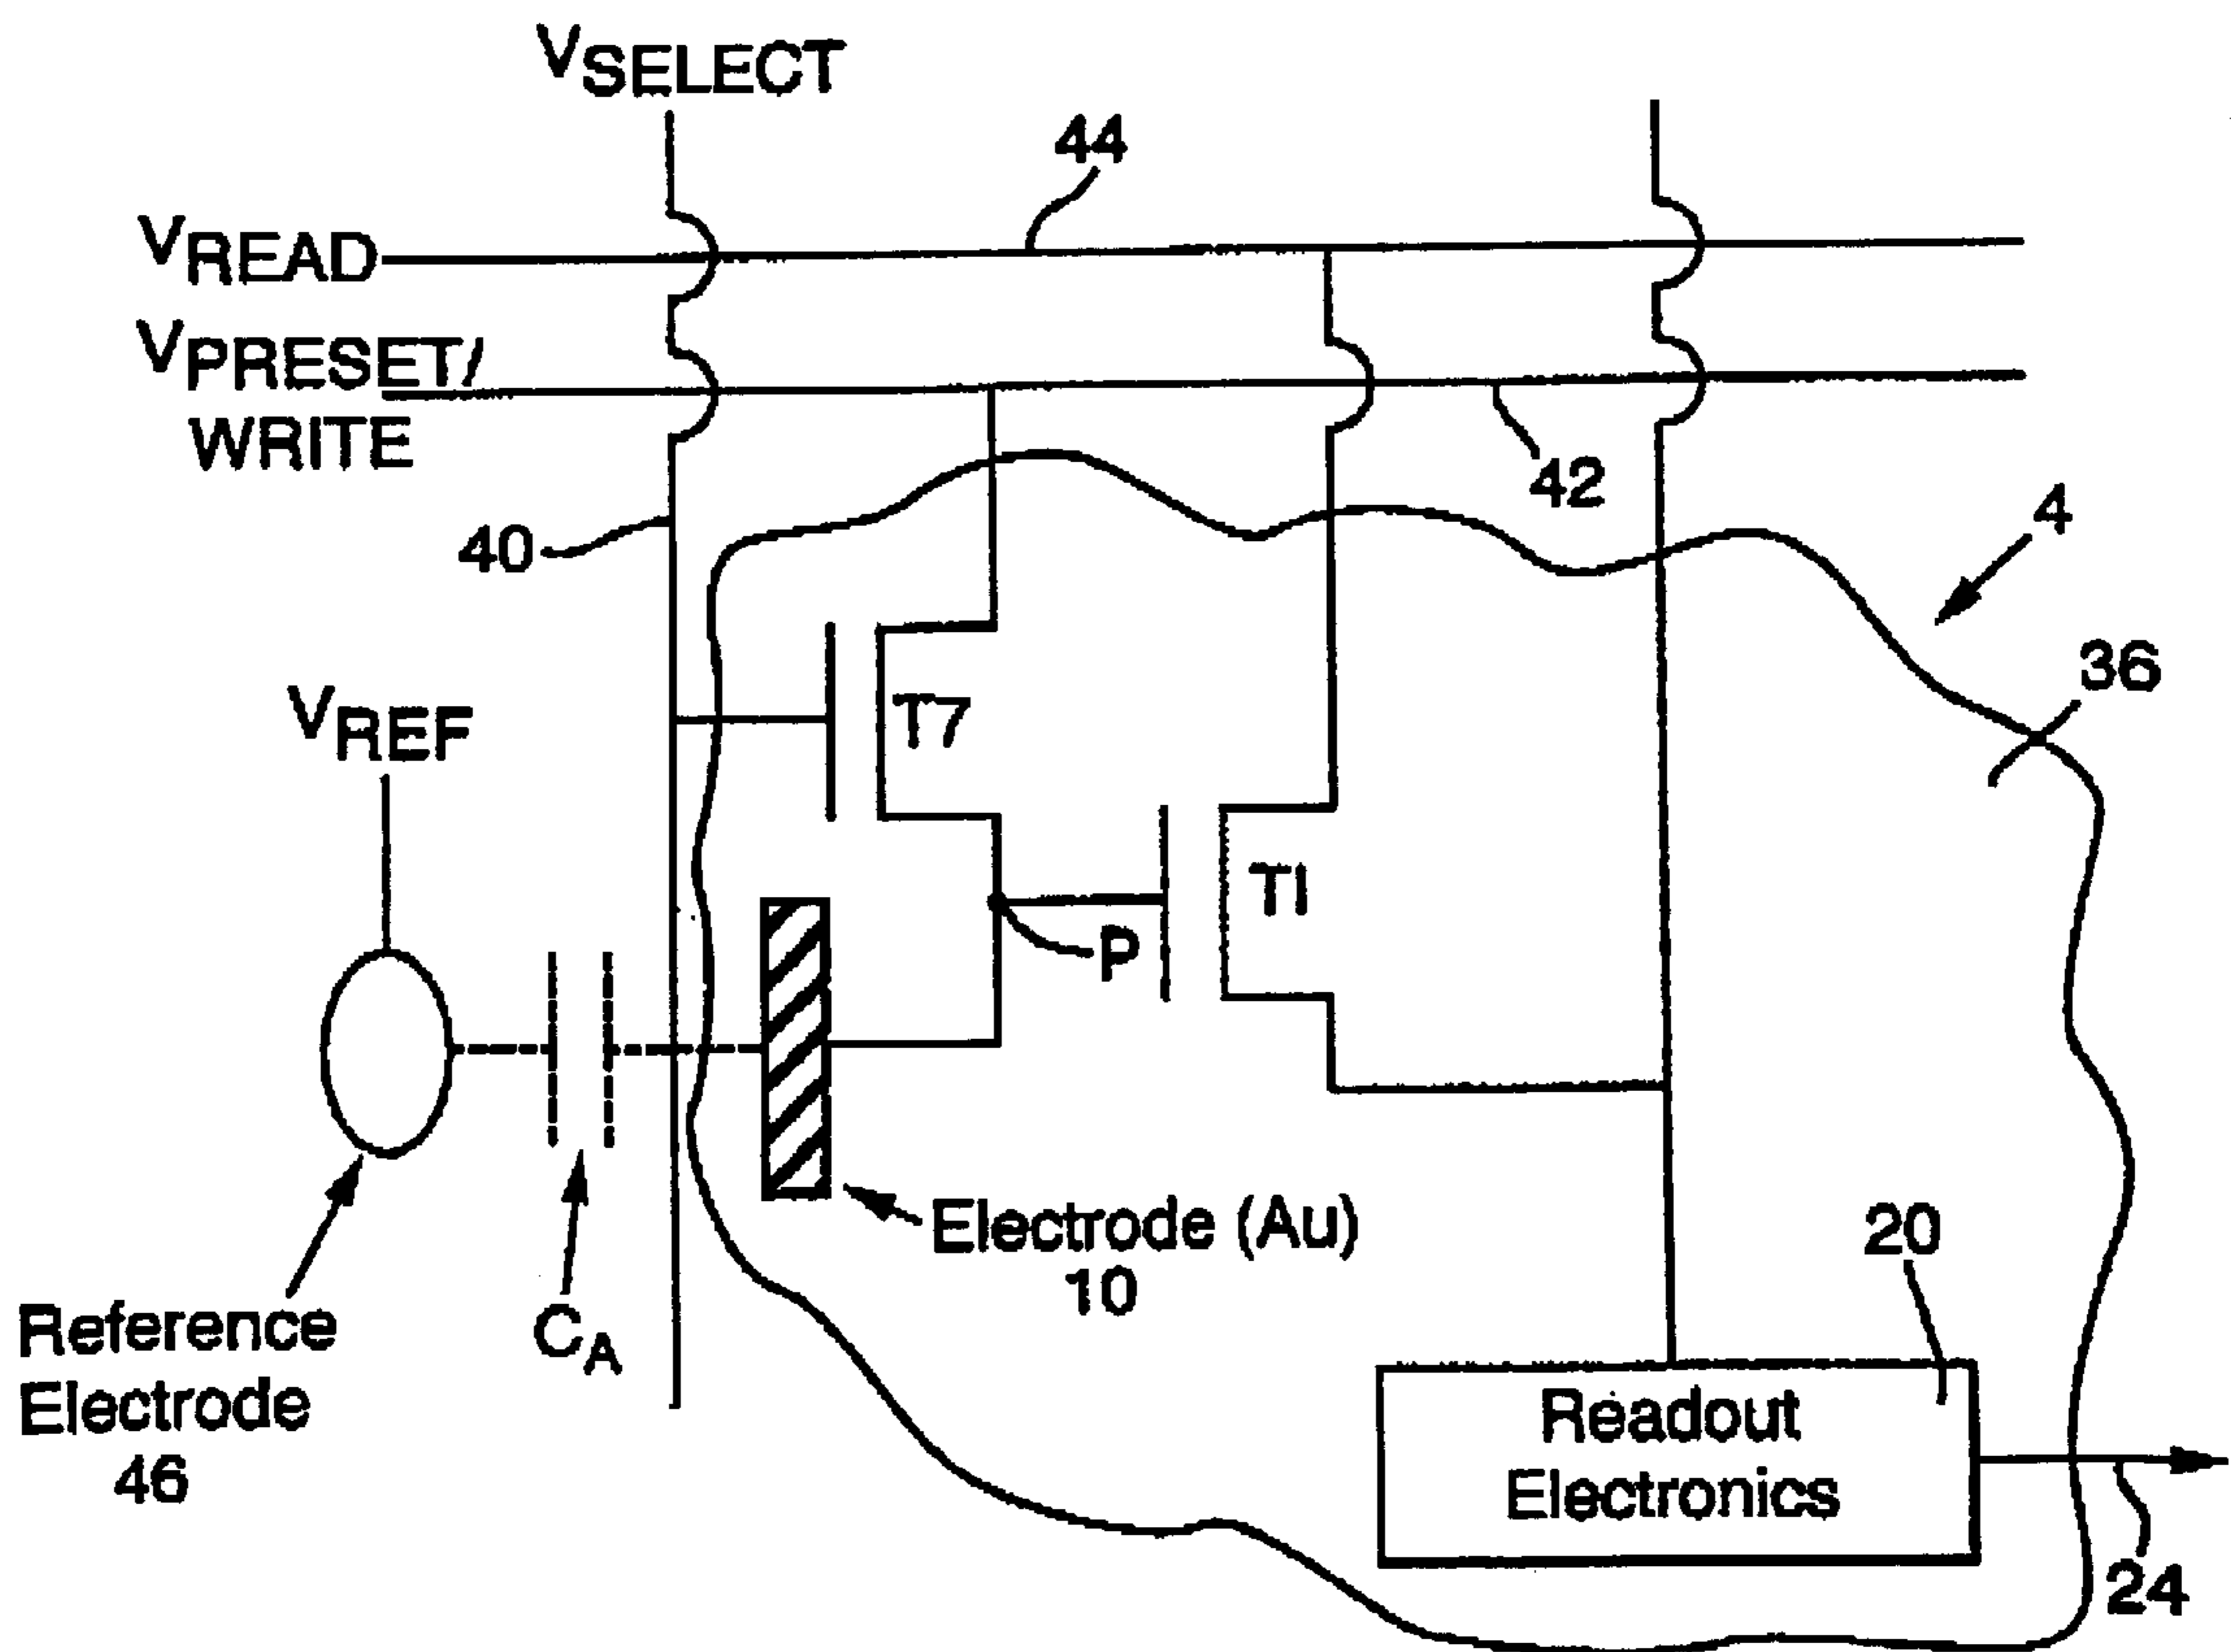 VSELECT
44
VREAD
VPRESET/
WRITE
42
40
4
36
VREF
T7
T1
P
Electrode (Au)
10
20
Reference
Electrode
46
CA
Readout
Electronics
24